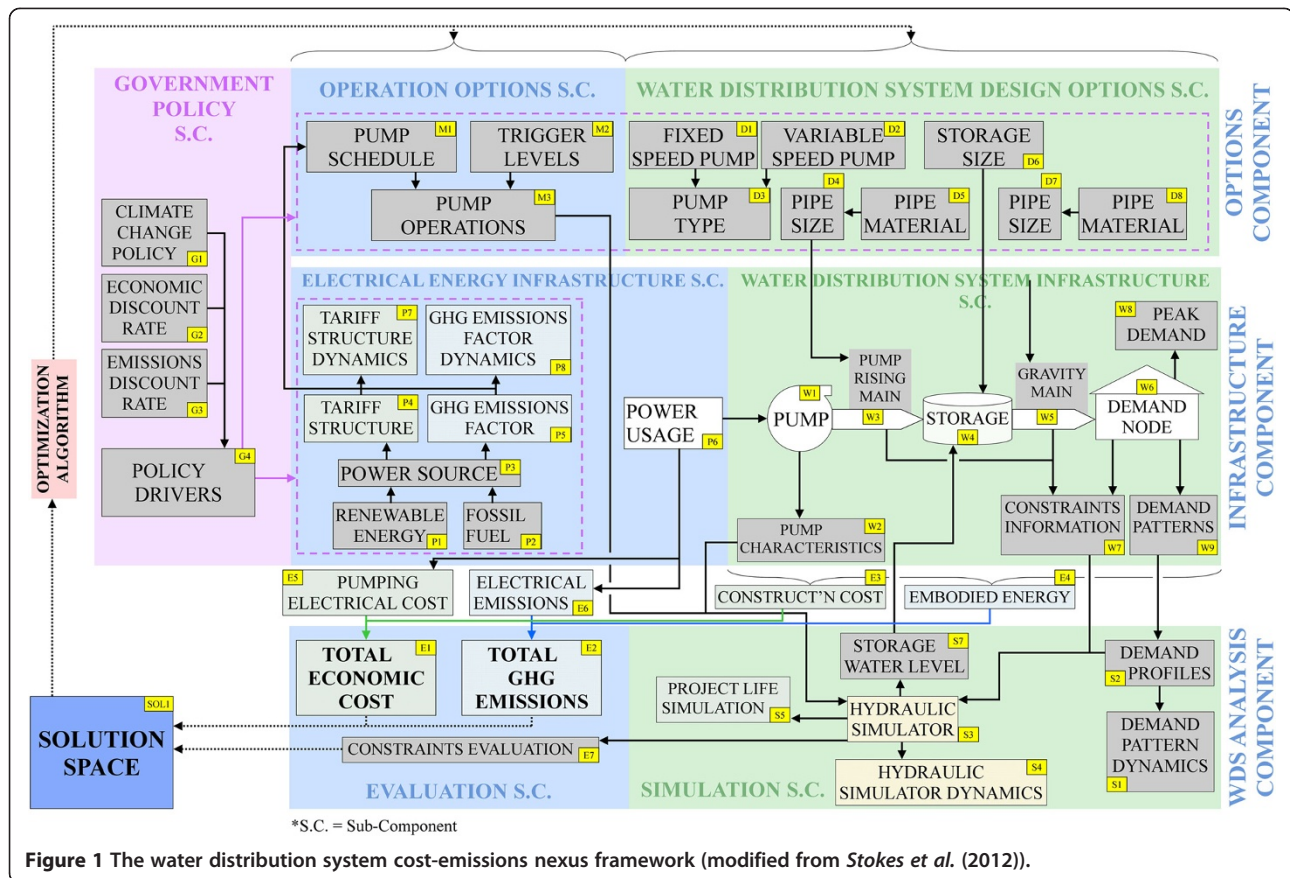 GOVERNMENT
POLICY
S.C.
OPERATION OPTIONS S.C.
WATER DISTRIBUTION SYSTEM DESIGN OPTIONS S.C.
OPTIONS
COMPONENT
PUMP
SCHEDULE
M1
TRIGGER
LEVELS
M2
PUMP
OPERATIONS
M3
FIXED
SPEED PUMP
D1
VARIABLE
SPEED PUMP
D2
STORAGE
SIZE
D6
PUMP
TYPE
D3
PIPE
SIZE
D4
PIPE
MATERIAL
D5
PIPE
SIZE
D7
PIPE
MATERIAL
D8
CLIMATE
CHANGE
POLICY
G1
ECONOMIC
DISCOUNT
RATE
G2
EMISSIONS
DISCOUNT
RATE
G3
POLICY
DRIVERS
G4
OPTIMIZATION
ALGORITHM
ELECTRICAL ENERGY INFRASTRUCTURE S.C.
WATER DISTRIBUTION SYSTEM INFRASTRUCTURE
S.C.
INFRASTRUCTURE
COMPONENT
TARIFF
STRUCTURE
DYNAMICS
P7
GHG EMISSIONS
FACTOR
DYNAMICS
P8
TARIFF
STRUCTURE
P4
GHG EMISSIONS
FACTOR
P5
POWER SOURCE
P3
RENEWABLE
ENERGY
P1
FOSSIL
FUEL
P2
POWER
USAGE
P6
W1
PUMP
PUMP
RISING
MAIN
W3
STORAGE
W4
GRAVITY
MAIN
W5
W8
PEAK
DEMAND
W6
DEMAND
NODE
PUMP
CHARACTERISTICS
W2
CONSTRAINTS
INFORMATION
W7
DEMAND
PATTERNS
W9
E5
PUMPING
ELECTRICAL COST
ELECTRICAL
EMISSIONS
E6
E3
CONSTRUCT'N COST
E4
EMBODIED ENERGY
TOTAL
ECONOMIC
COST
E1
TOTAL
GHG
EMISSIONS
E2
STORAGE
WATER LEVEL
S7
DEMAND
PROFILES
S2
PROJECT LIFE
SIMULATION
S5
HYDRAULIC
SIMULATOR
S3
DEMAND
PATTERN
DYNAMICS
S1
HYDRAULIC
SIMULATOR DYNAMICS
S4
CONSTRAINTS EVALUATION
E7
SOL1
SOLUTION
SPACE
EVALUATION S.C.
SIMULATION S.C.
WDS ANALYSIS
COMPONENT
*S.C. = Sub-Component
Figure 1 The water distribution system cost-emissions nexus framework (modified from Stokes et al. (2012)).